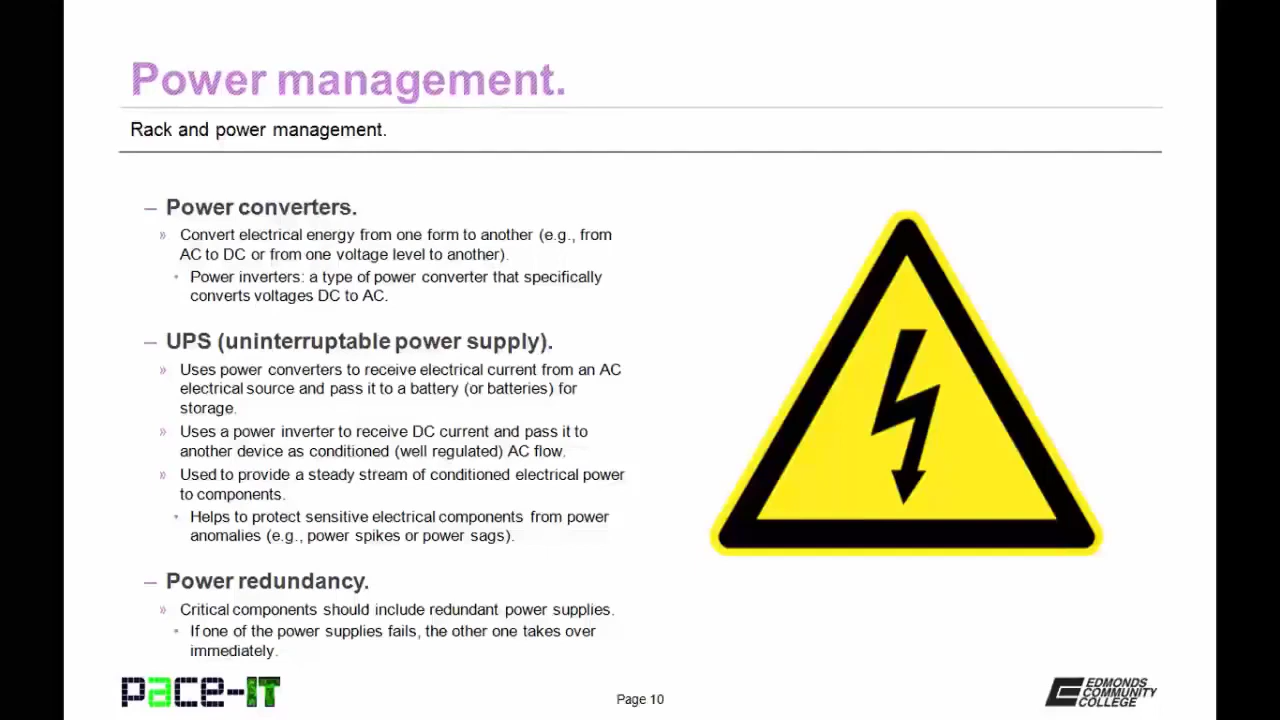 Power management.
Rack and power management.
– Power converters.
» Convert electrical energy from one form to another (e.g., from
AC to DC or from one voltage level to another).
• Power inverters: a type of power converter that specifically
converts voltages DC to AC.
– UPS (uninterruptable power supply).
» Uses power converters to receive electrical current from an AC
electrical source and pass it to a battery (or batteries) for
storage.
» Uses a power inverter to receive DC current and pass it to
another device as conditioned (well regulated) AC flow.
» Used to provide a steady stream of conditioned electrical power
to components.
• Helps to protect sensitive electrical components from power
anomalies (e.g., power spikes or power sags).
– Power redundancy.
» Critical components should include redundant power supplies.
• If one of the power supplies fails, the other one takes over
immediately.
pace-IT
Page 10
EDMONDS
COMMUNITY
COLLEGE